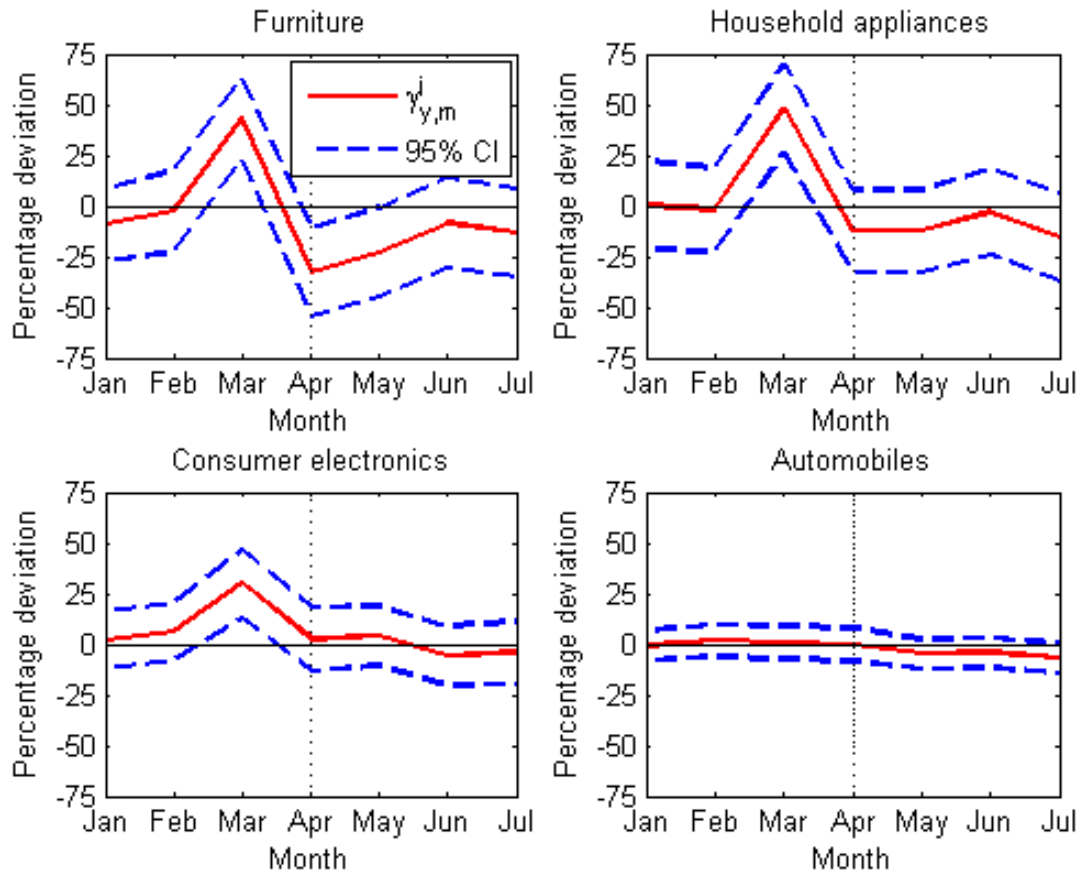 Furniture
Percentage deviation
75
50
25
0
-25
-50
-75
γ^i_y,m
95% CI
Jan Feb Mar Apr May Jun Jul
Month
Household appliances
Percentage deviation
75
50
25
0
-25
-50
-75
Jan Feb Mar Apr May Jun Jul
Month
Consumer electronics
Percentage deviation
75
50
25
0
-25
-50
-75
Jan Feb Mar Apr May Jun Jul
Month
Automobiles
Percentage deviation
75
50
25
0
-25
-50
-75
Jan Feb Mar Apr May Jun Jul
Month